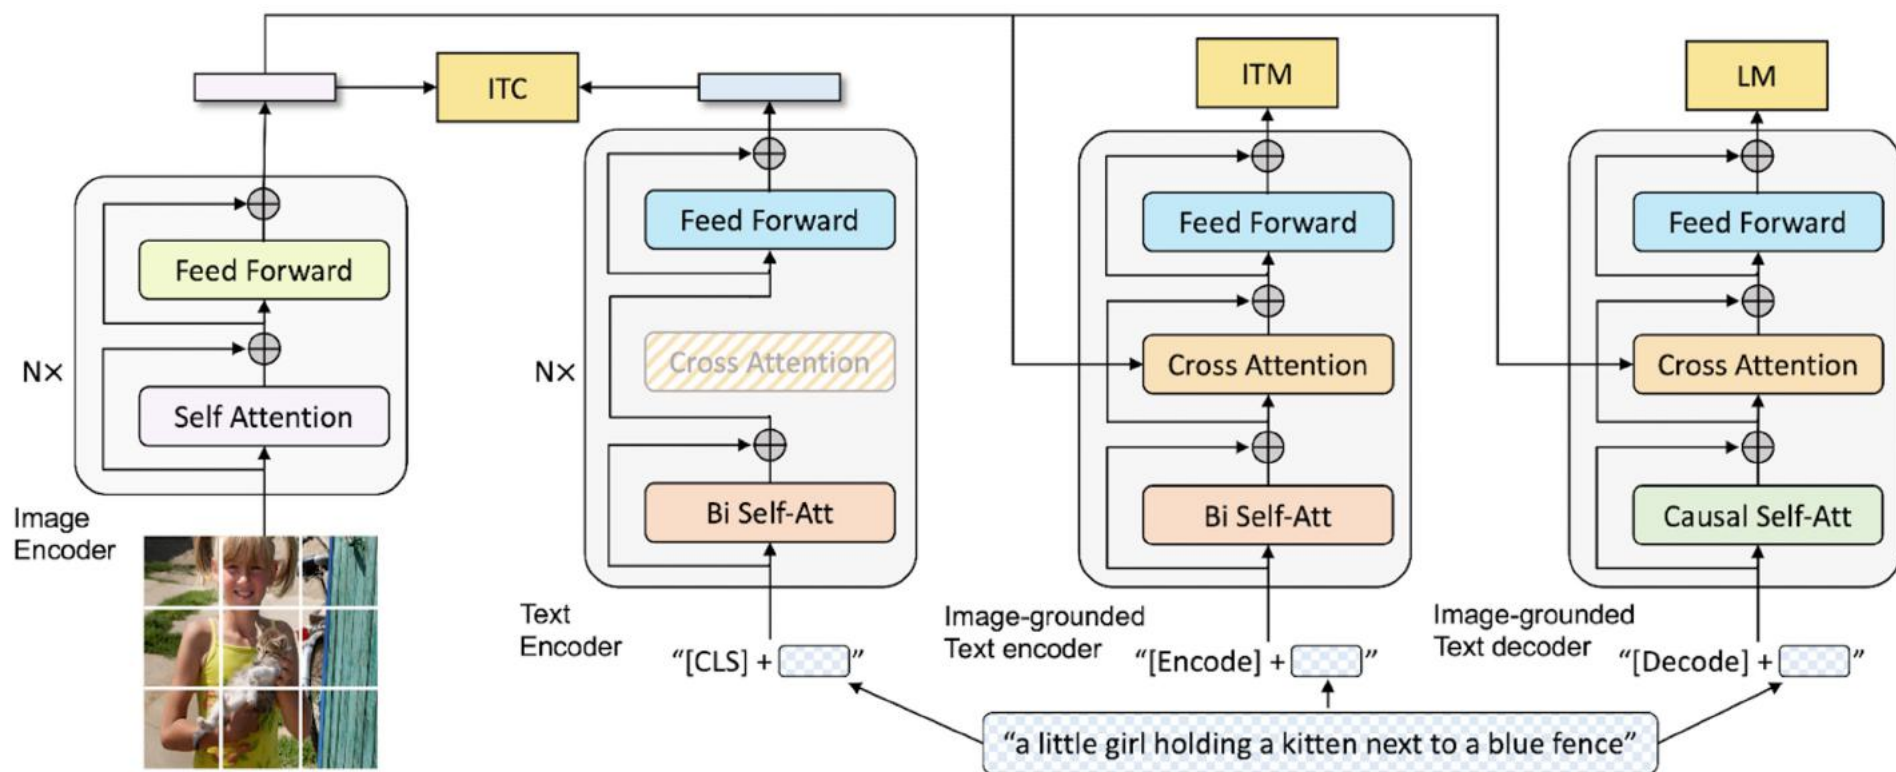 ITC
ITM
LM
Feed Forward
Self Attention
N×
Image
Encoder
Feed Forward
Cross Attention
Bi Self-Att
N×
Text
Encoder
“[CLS] + ”
Feed Forward
Cross Attention
Bi Self-Att
Image-grounded
Text encoder
“[Encode] + ”
Feed Forward
Cross Attention
Causal Self-Att
Image-grounded
Text decoder
“[Decode] + ”
“a little girl holding a kitten next to a blue fence”